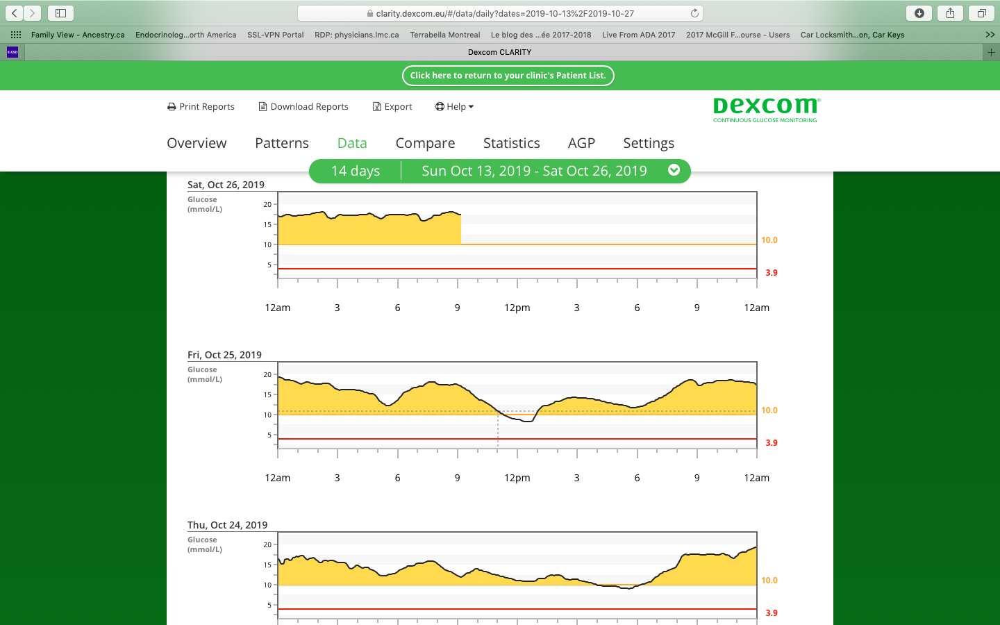 clarity.dexcom.eu/#/data/daily?dates=2019-10-13%2F2019-10-27
Family View - Ancestry.ca Endocrinolog...orth America SSL-VPN Portal RDP: physicians.lmc.ca Terrabella Montreal Le blog des ...ée 2017-2018 Live From ADA 2017 2017 McGill F...ourse - Users Car Locksmith...on, Car Keys >>
EASD Dexcom CLARITY +
Click here to return to your clinic's Patient List.
Print Reports Download Reports Export Help
Dexcom®
CONTINUOUS GLUCOSE MONITORING
Overview Patterns Data Compare Statistics AGP Settings
14 days Sun Oct 13, 2019 - Sat Oct 26, 2019
Sat, Oct 26, 2019
Glucose
(mmol/L)
20
15
10 10.0
5
3.9
12am 3 6 9 12pm 3 6 9 12am
Fri, Oct 25, 2019
Glucose
(mmol/L)
20
15
10 10.0
5
3.9
12am 3 6 9 12pm 3 6 9 12am
Thu, Oct 24, 2019
Glucose
(mmol/L)
20
15
10 10.0
5
3.9